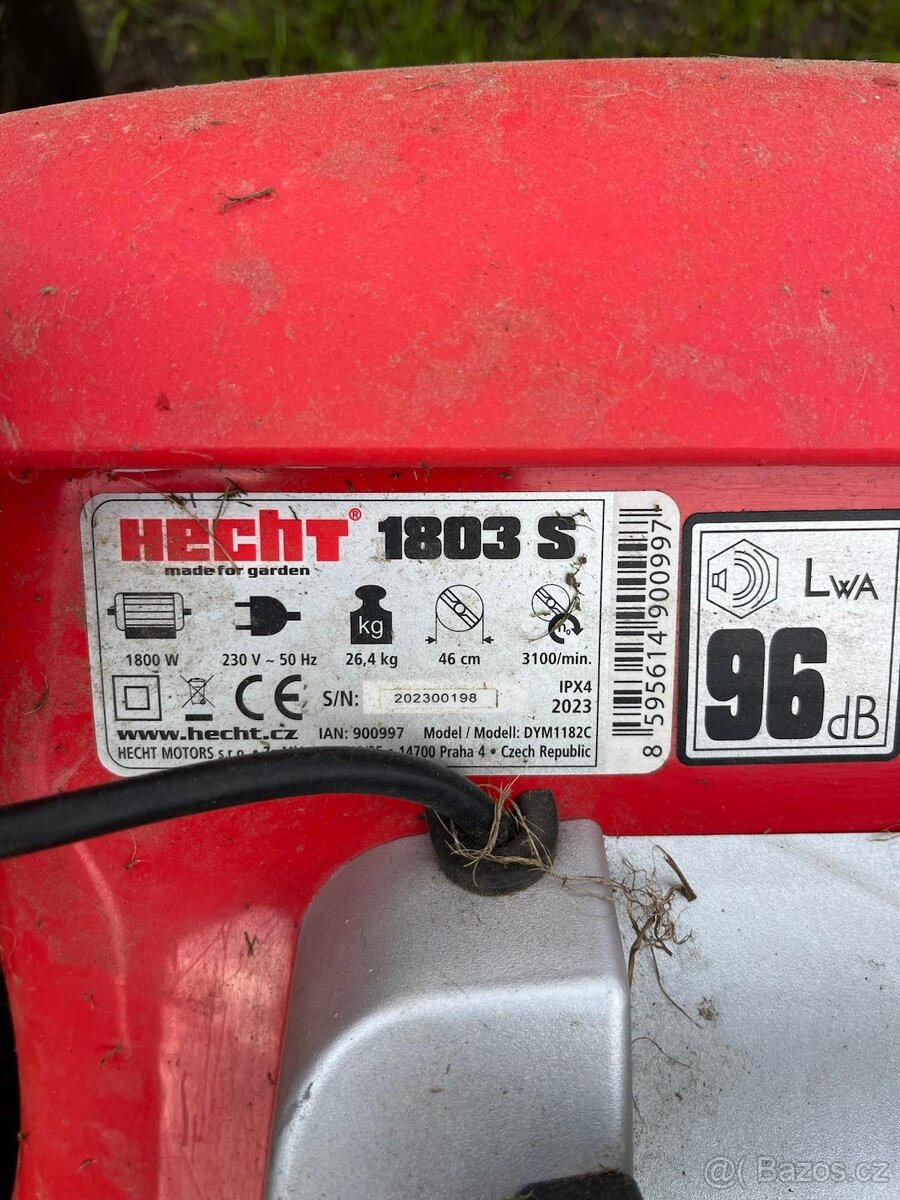 HECHT® 1803 S
made for garden
kg
n₀
1800 W
230 V ~ 50 Hz
26,4 kg
46 cm
3100/min.
CE
S/N: 202300198
IPX4
2023
www.hecht.cz
IAN: 900997
Model / Modell: DYM1182C
HECHT MOTORS s.r.o. 14700 Praha 4 • Czech Republic
8 595614 900997
LWA
96 dB
@( Bazos.cz